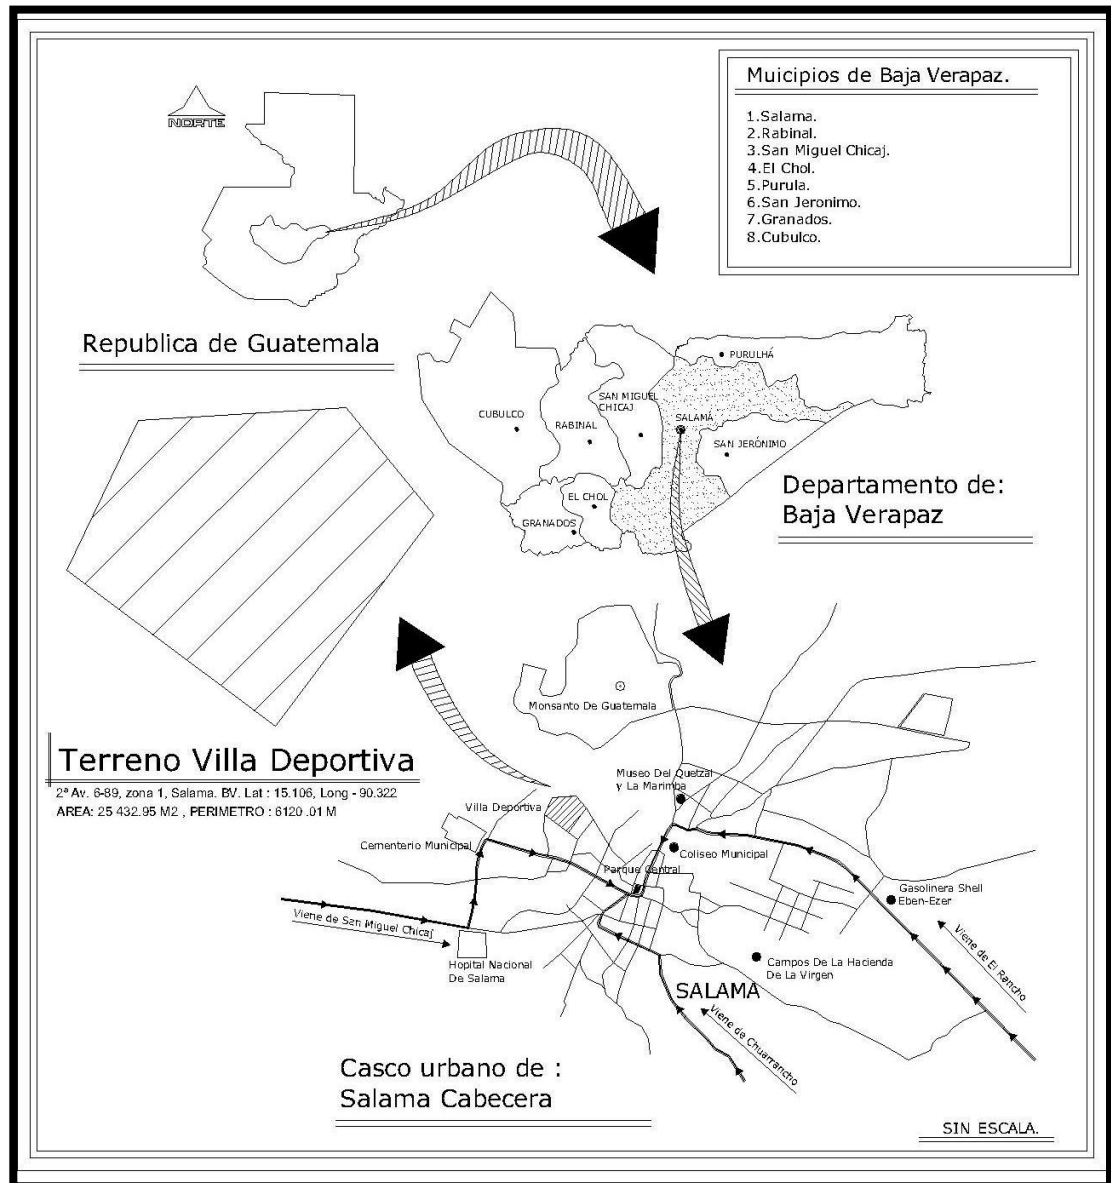 NORTE
Muicipios de Baja Verapaz.
1.Salama.
2.Rabinal.
3.San Miguel Chicaj.
4.El Chol.
5.Purula.
6.San Jeronimo.
7.Granados.
8.Cubulco.
Republica de Guatemala
PURULHÁ
SAN MIGUEL
CHICAJ
CUBULCO
RABINAL
SALAMÁ
SAN JERÓNIMO
EL CHOL
GRANADOS
Departamento de:
Baja Verapaz
Terreno Villa Deportiva
2ª Av. 6-89, zona 1, Salama. BV. Lat : 15.106, Long - 90.322
AREA: 25 432.95 M2 , PERIMETRO : 6120 .01 M
Monsanto De Guatemala
Museo Del Quetzal
y La Marimba
Villa Deportiva
Cementerio Municipal
Coliseo Municipal
Parque Central
Gasolinera Shell
Eben-Ezer
Viene de San Miguel Chicaj
Viene de El Rancho
Hopital Nacional
De Salama
Campos De La Hacienda
De La Virgen
SALAMA
Viene de Chuarrancho
Casco urbano de :
Salama Cabecera
SIN ESCALA.